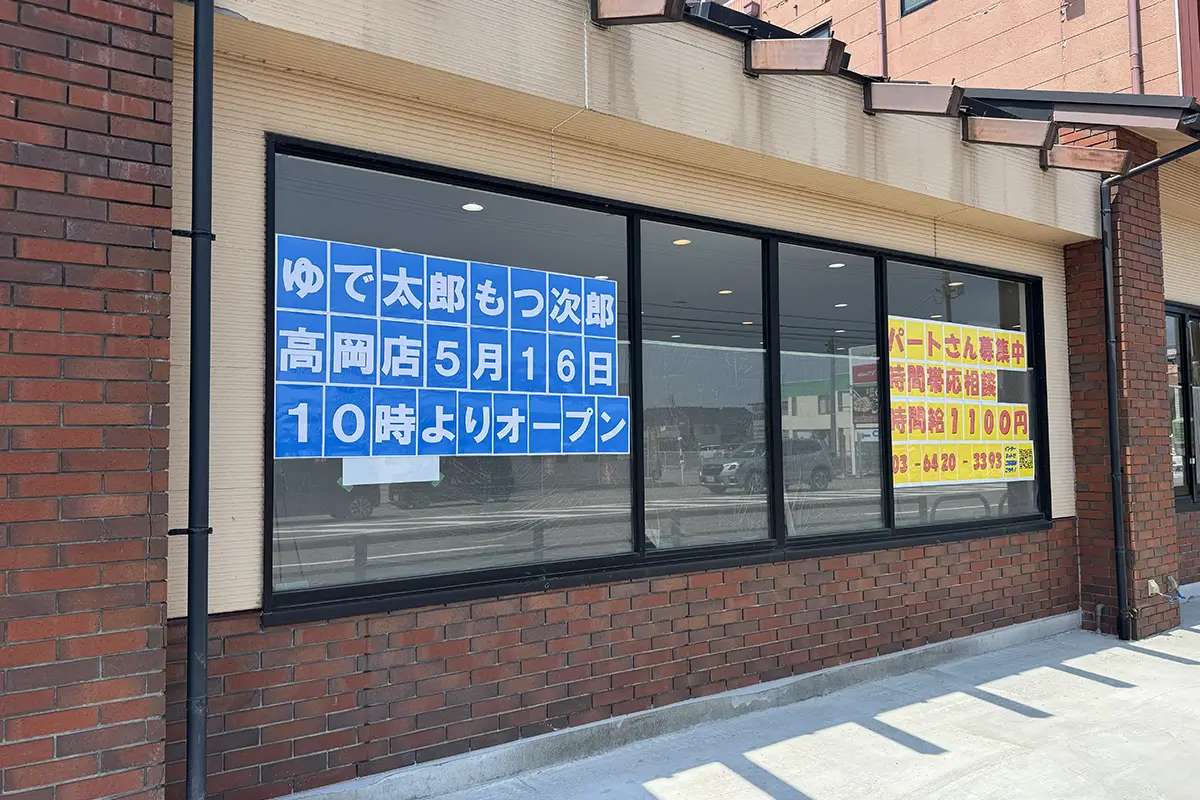 ゆで太郎もつ次郎
高岡店5月16日
10時よりオープン
パートさん募集中
時間帯応相談
時間給1100円
03-6420-3393